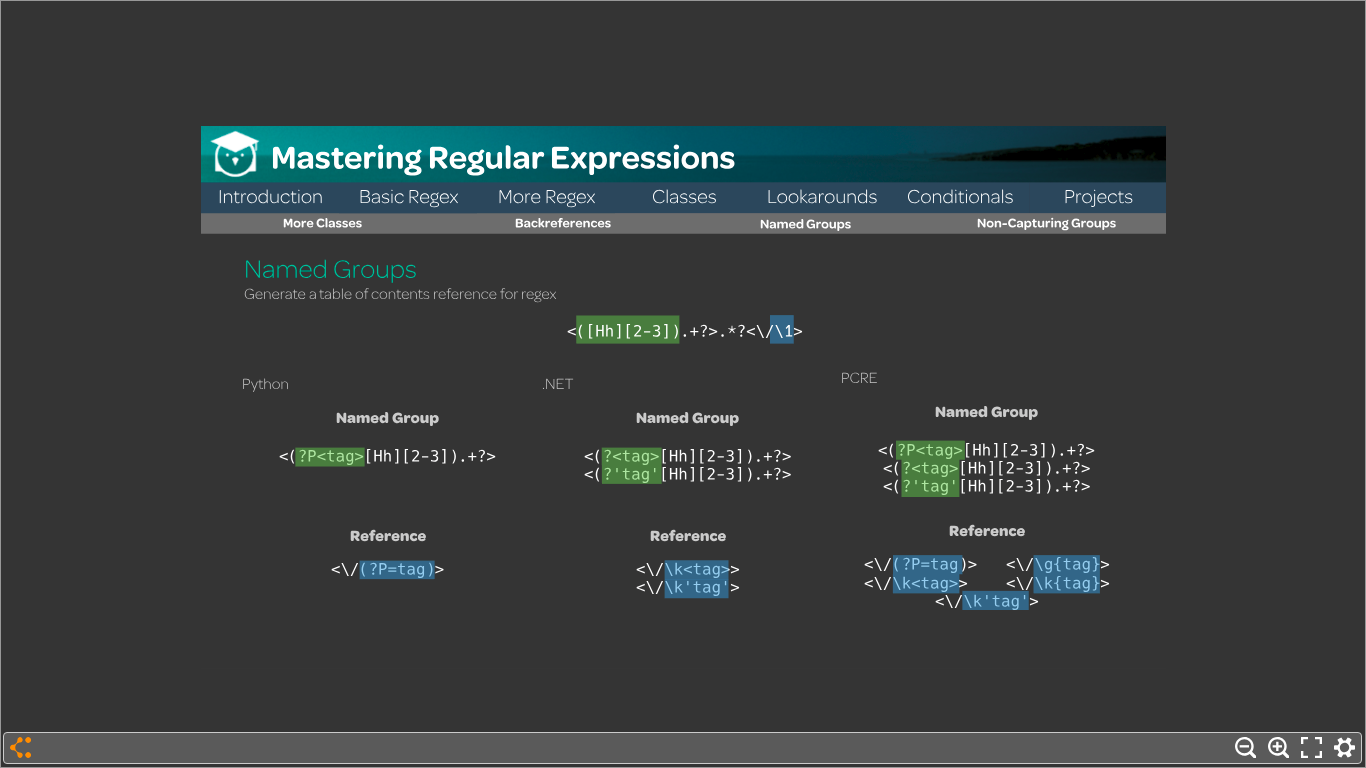 Mastering Regular Expressions
Introduction Basic Regex More Regex Classes Lookarounds Conditionals Projects
More Classes Backreferences Named Groups Non-Capturing Groups
Named Groups
Generate a table of contents reference for regex
<([Hh][2-3]).+?>.*?<\/\1>
Python
Named Group
<(?P<tag>[Hh][2-3]).+?>
Reference
<\/(?P=tag)>
.NET
Named Group
<(?<tag>[Hh][2-3]).+?>
<(?'tag'[Hh][2-3]).+?>
Reference
<\/\k<tag>>
<\/\k'tag'>
PCRE
Named Group
<(?P<tag>[Hh][2-3]).+?>
<(?<tag>[Hh][2-3]).+?>
<(?'tag'[Hh][2-3]).+?>
Reference
<\/(?P=tag)> <\/\g{tag}>
<\/\k<tag>> <\/\k{tag}>
<\/\k'tag'>